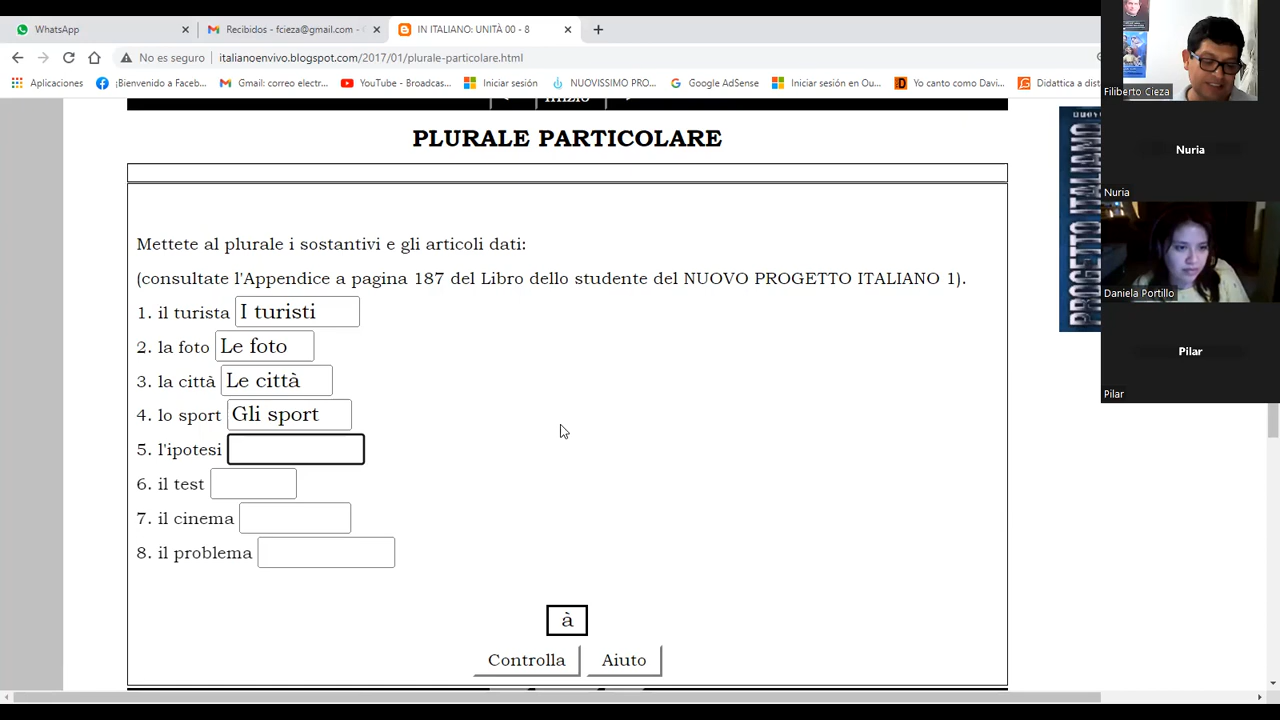 WhatsApp
Recibidos - fcieza@gmail.com -
IN ITALIANO: UNITÀ 00 - 8
No es seguro
italianoenvivo.blogspot.com/2017/01/plurale-particolare.html
Aplicaciones
¡Bienvenido a Faceb...
Gmail: correo electr...
YouTube - Broadcas...
Iniciar sesión
NUOVISSIMO PRO...
Google AdSense
Iniciar sesión en Ou...
Yo canto como Davi...
Didattica a distanza
INIZIO
PLURALE PARTICOLARE
Mettete al plurale i sostantivi e gli articoli dati:
(consultate l'Appendice a pagina 187 del Libro dello studente del NUOVO PROGETTO ITALIANO 1).
1. il turista I turisti
2. la foto Le foto
3. la città Le città
4. lo sport Gli sport
5. l'ipotesi
6. il test
7. il cinema
8. il problema
à
Controlla
Aiuto
PROGETTO ITALIANO
Filiberto Cieza
Nuria
Nuria
Daniela Portillo
Pilar
Pilar